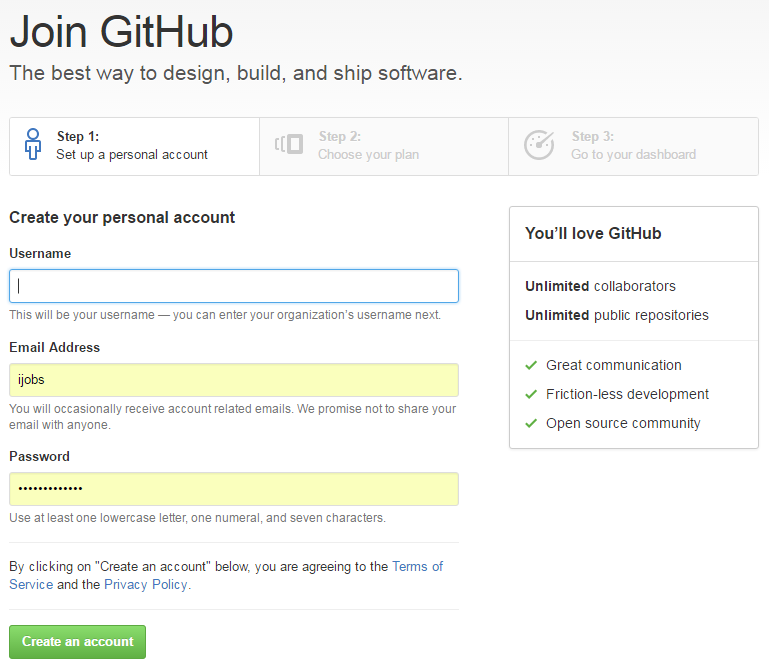 Join GitHub
The best way to design, build, and ship software.
Step 1:
Set up a personal account
Step 2:
Choose your plan
Step 3:
Go to your dashboard
Create your personal account
Username
This will be your username — you can enter your organization's username next.
Email Address
ijobs
You will occasionally receive account related emails. We promise not to share your
email with anyone.
Password
•••••••••••••
Use at least one lowercase letter, one numeral, and seven characters.
By clicking on "Create an account" below, you are agreeing to the Terms of
Service and the Privacy Policy.
Create an account
You'll love GitHub
Unlimited collaborators
Unlimited public repositories
Great communication
Friction-less development
Open source community